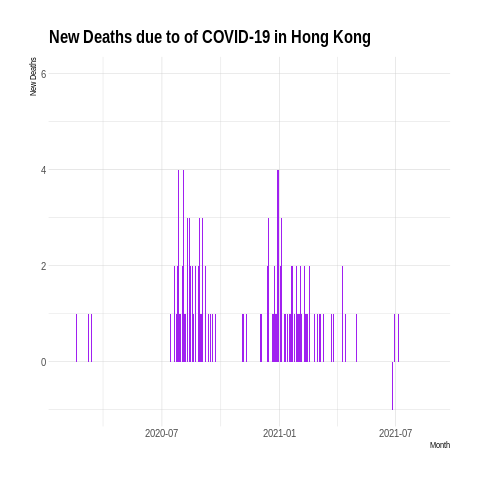 New Deaths due to of COVID-19 in Hong Kong
New Deaths
6
4
2
0
2020-07
2021-01
2021-07
Month